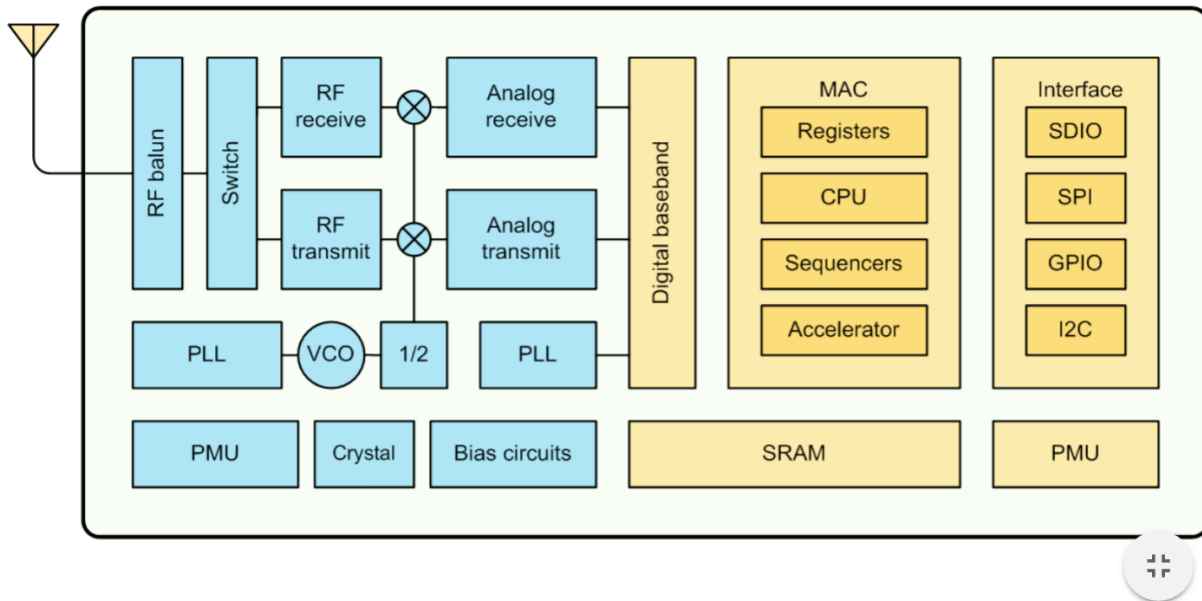 RF balun
Switch
RF
receive
Analog
receive
RF
transmit
Analog
transmit
PLL
VCO
1/2
PLL
Digital baseband
MAC
Registers
CPU
Sequencers
Accelerator
Interface
SDIO
SPI
GPIO
I2C
PMU
Crystal
Bias circuits
SRAM
PMU